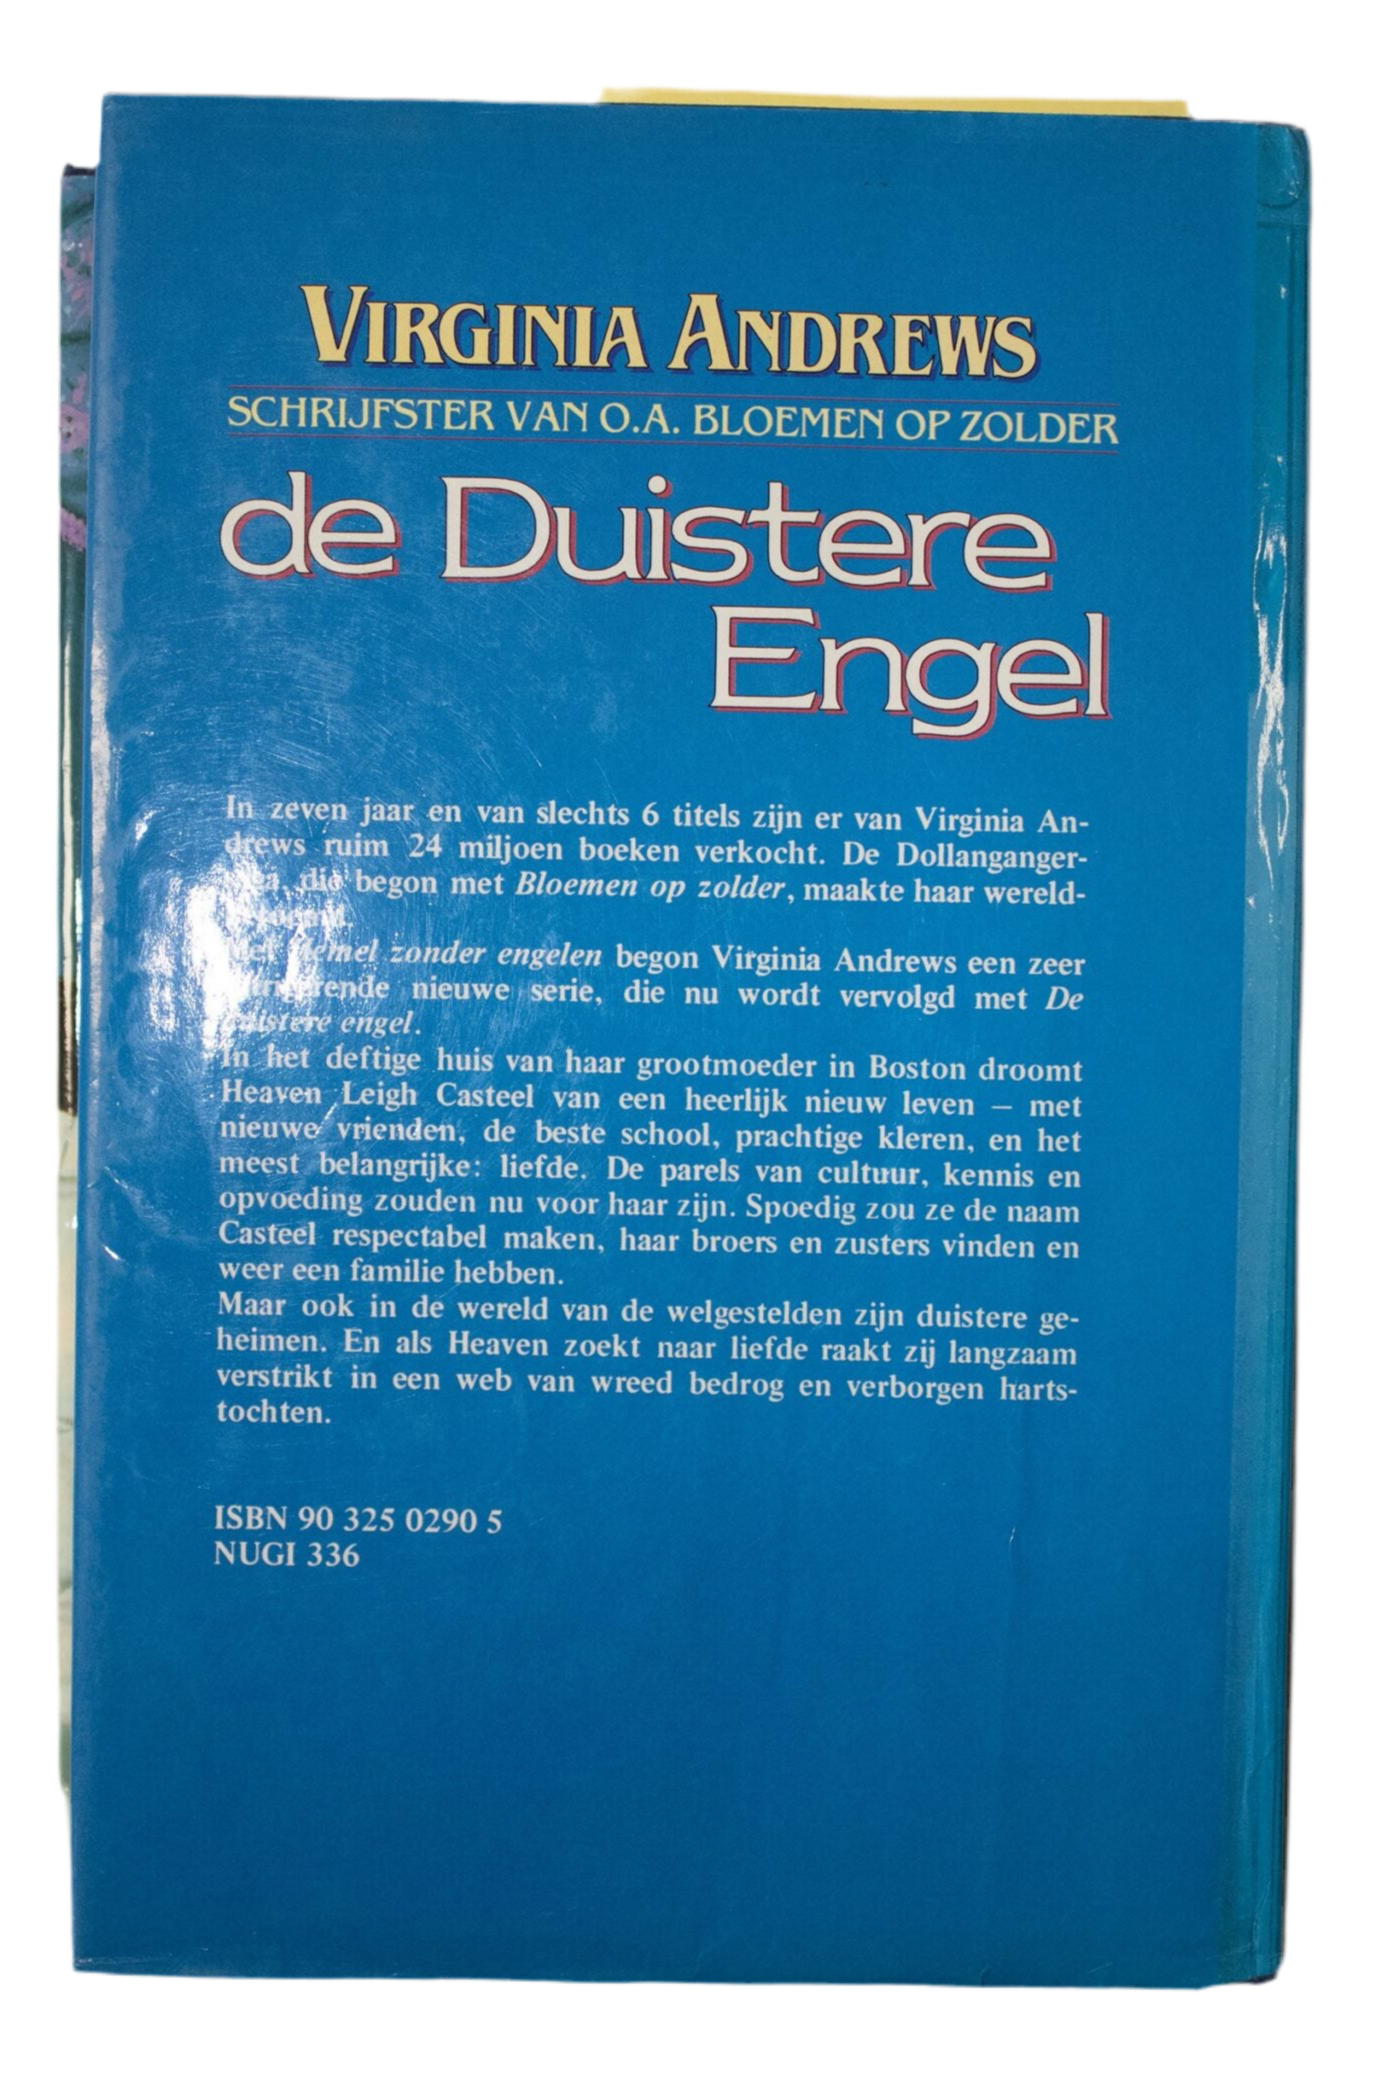 VIRGINIA ANDREWS
SCHRIJFSTER VAN O.A. BLOEMEN OP ZOLDER
de Duistere
Engel
In zeven jaar en van slechts 6 titels zijn er van Virginia An-
drews ruim 24 miljoen boeken verkocht. De Dollanganger-
die begon met Bloemen op zolder, maakte haar wereld-
zonder engelen begon Virginia Andrews een zeer
nieuwe serie, die nu wordt vervolgd met De
duistere engel.
In het deftige huis van haar grootmoeder in Boston droomt
Heaven Leigh Casteel van een heerlijk nieuw leven – met
nieuwe vrienden, de beste school, prachtige kleren, en het
meest belangrijke: liefde. De parels van cultuur, kennis en
opvoeding zouden nu voor haar zijn. Spoedig zou ze de naam
Casteel respectabel maken, haar broers en zusters vinden en
weer een familie hebben.
Maar ook in de wereld van de welgestelden zijn duistere ge-
heimen. En als Heaven zoekt naar liefde raakt zij langzaam
verstrikt in een web van wreed bedrog en verborgen harts-
tochten.
ISBN 90 325 0290 5
NUGI 336